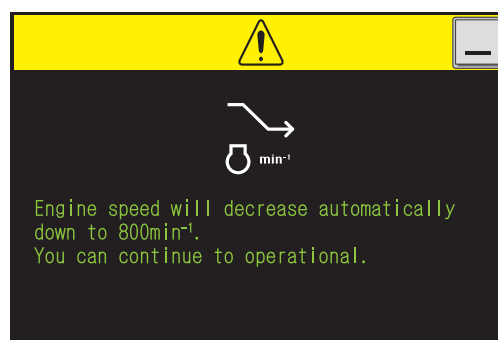 min⁻¹
Engine speed will decrease automatically
down to 800min⁻¹.
You can continue to operational.